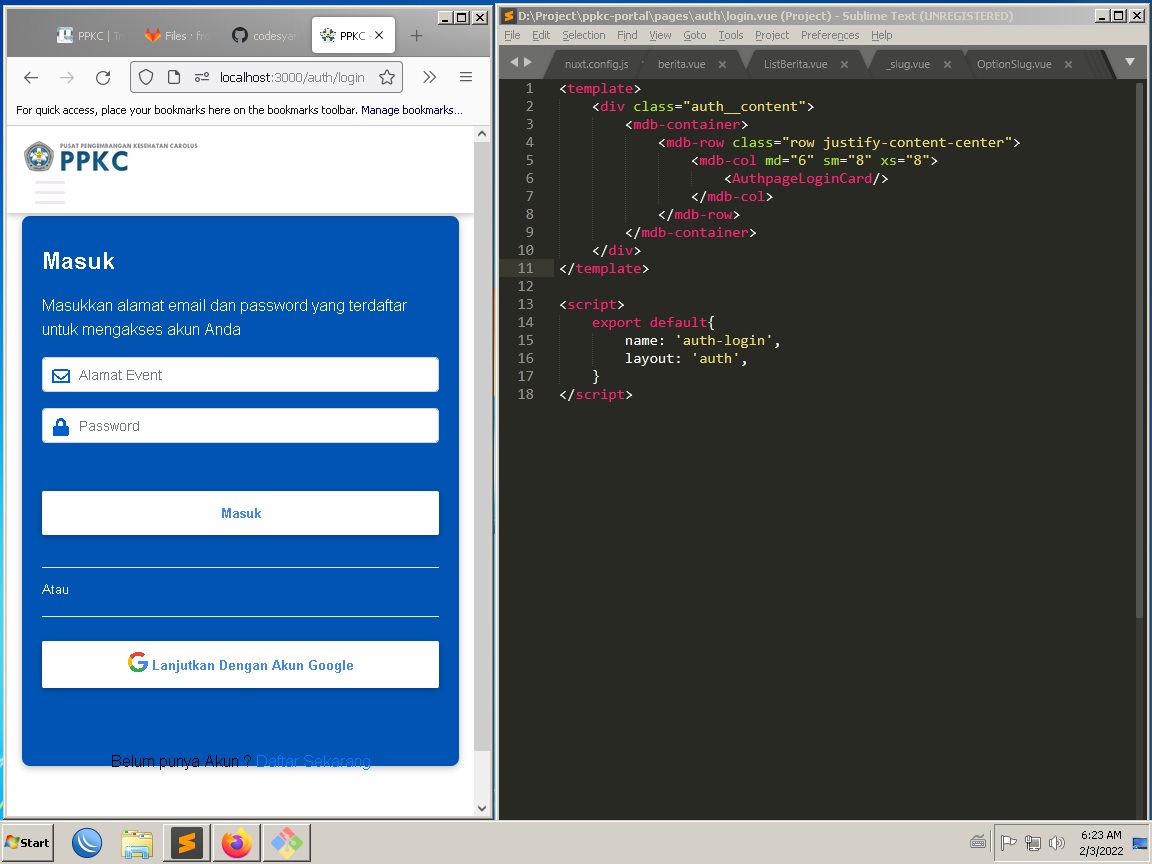 PPKC | Tr
Files · fro
codesya
PPKC -
localhost:3000/auth/login
For quick access, place your bookmarks here on the bookmarks toolbar. Manage bookmarks...
PUSAT PENGEMBANGAN KESEHATAN CAROLUS
PPKC
Masuk
Masukkan alamat email dan password yang terdaftar
untuk mengakses akun Anda
Alamat Event
Password
Masuk
Atau
Lanjutkan Dengan Akun Google
Belum punya Akun ? Daftar Sekarang
D:\Project\ppkc-portal\pages\auth\login.vue (Project) - Sublime Text (UNREGISTERED)
File Edit Selection Find View Goto Tools Project Preferences Help
nuxt.config.js berita.vue ListBerita.vue _slug.vue OptionSlug.vue
1 <template>
2 <div class="auth__content">
3 <mdb-container>
4 <mdb-row class="row justify-content-center">
5 <mdb-col md="6" sm="8" xs="8">
6 <AuthpageLoginCard/>
7 </mdb-col>
8 </mdb-row>
9 </mdb-container>
10 </div>
11 </template>
12
13 <script>
14 export default{
15 name: 'auth-login',
16 layout: 'auth',
17 }
18 </script>
Start
6:23 AM
2/3/2022